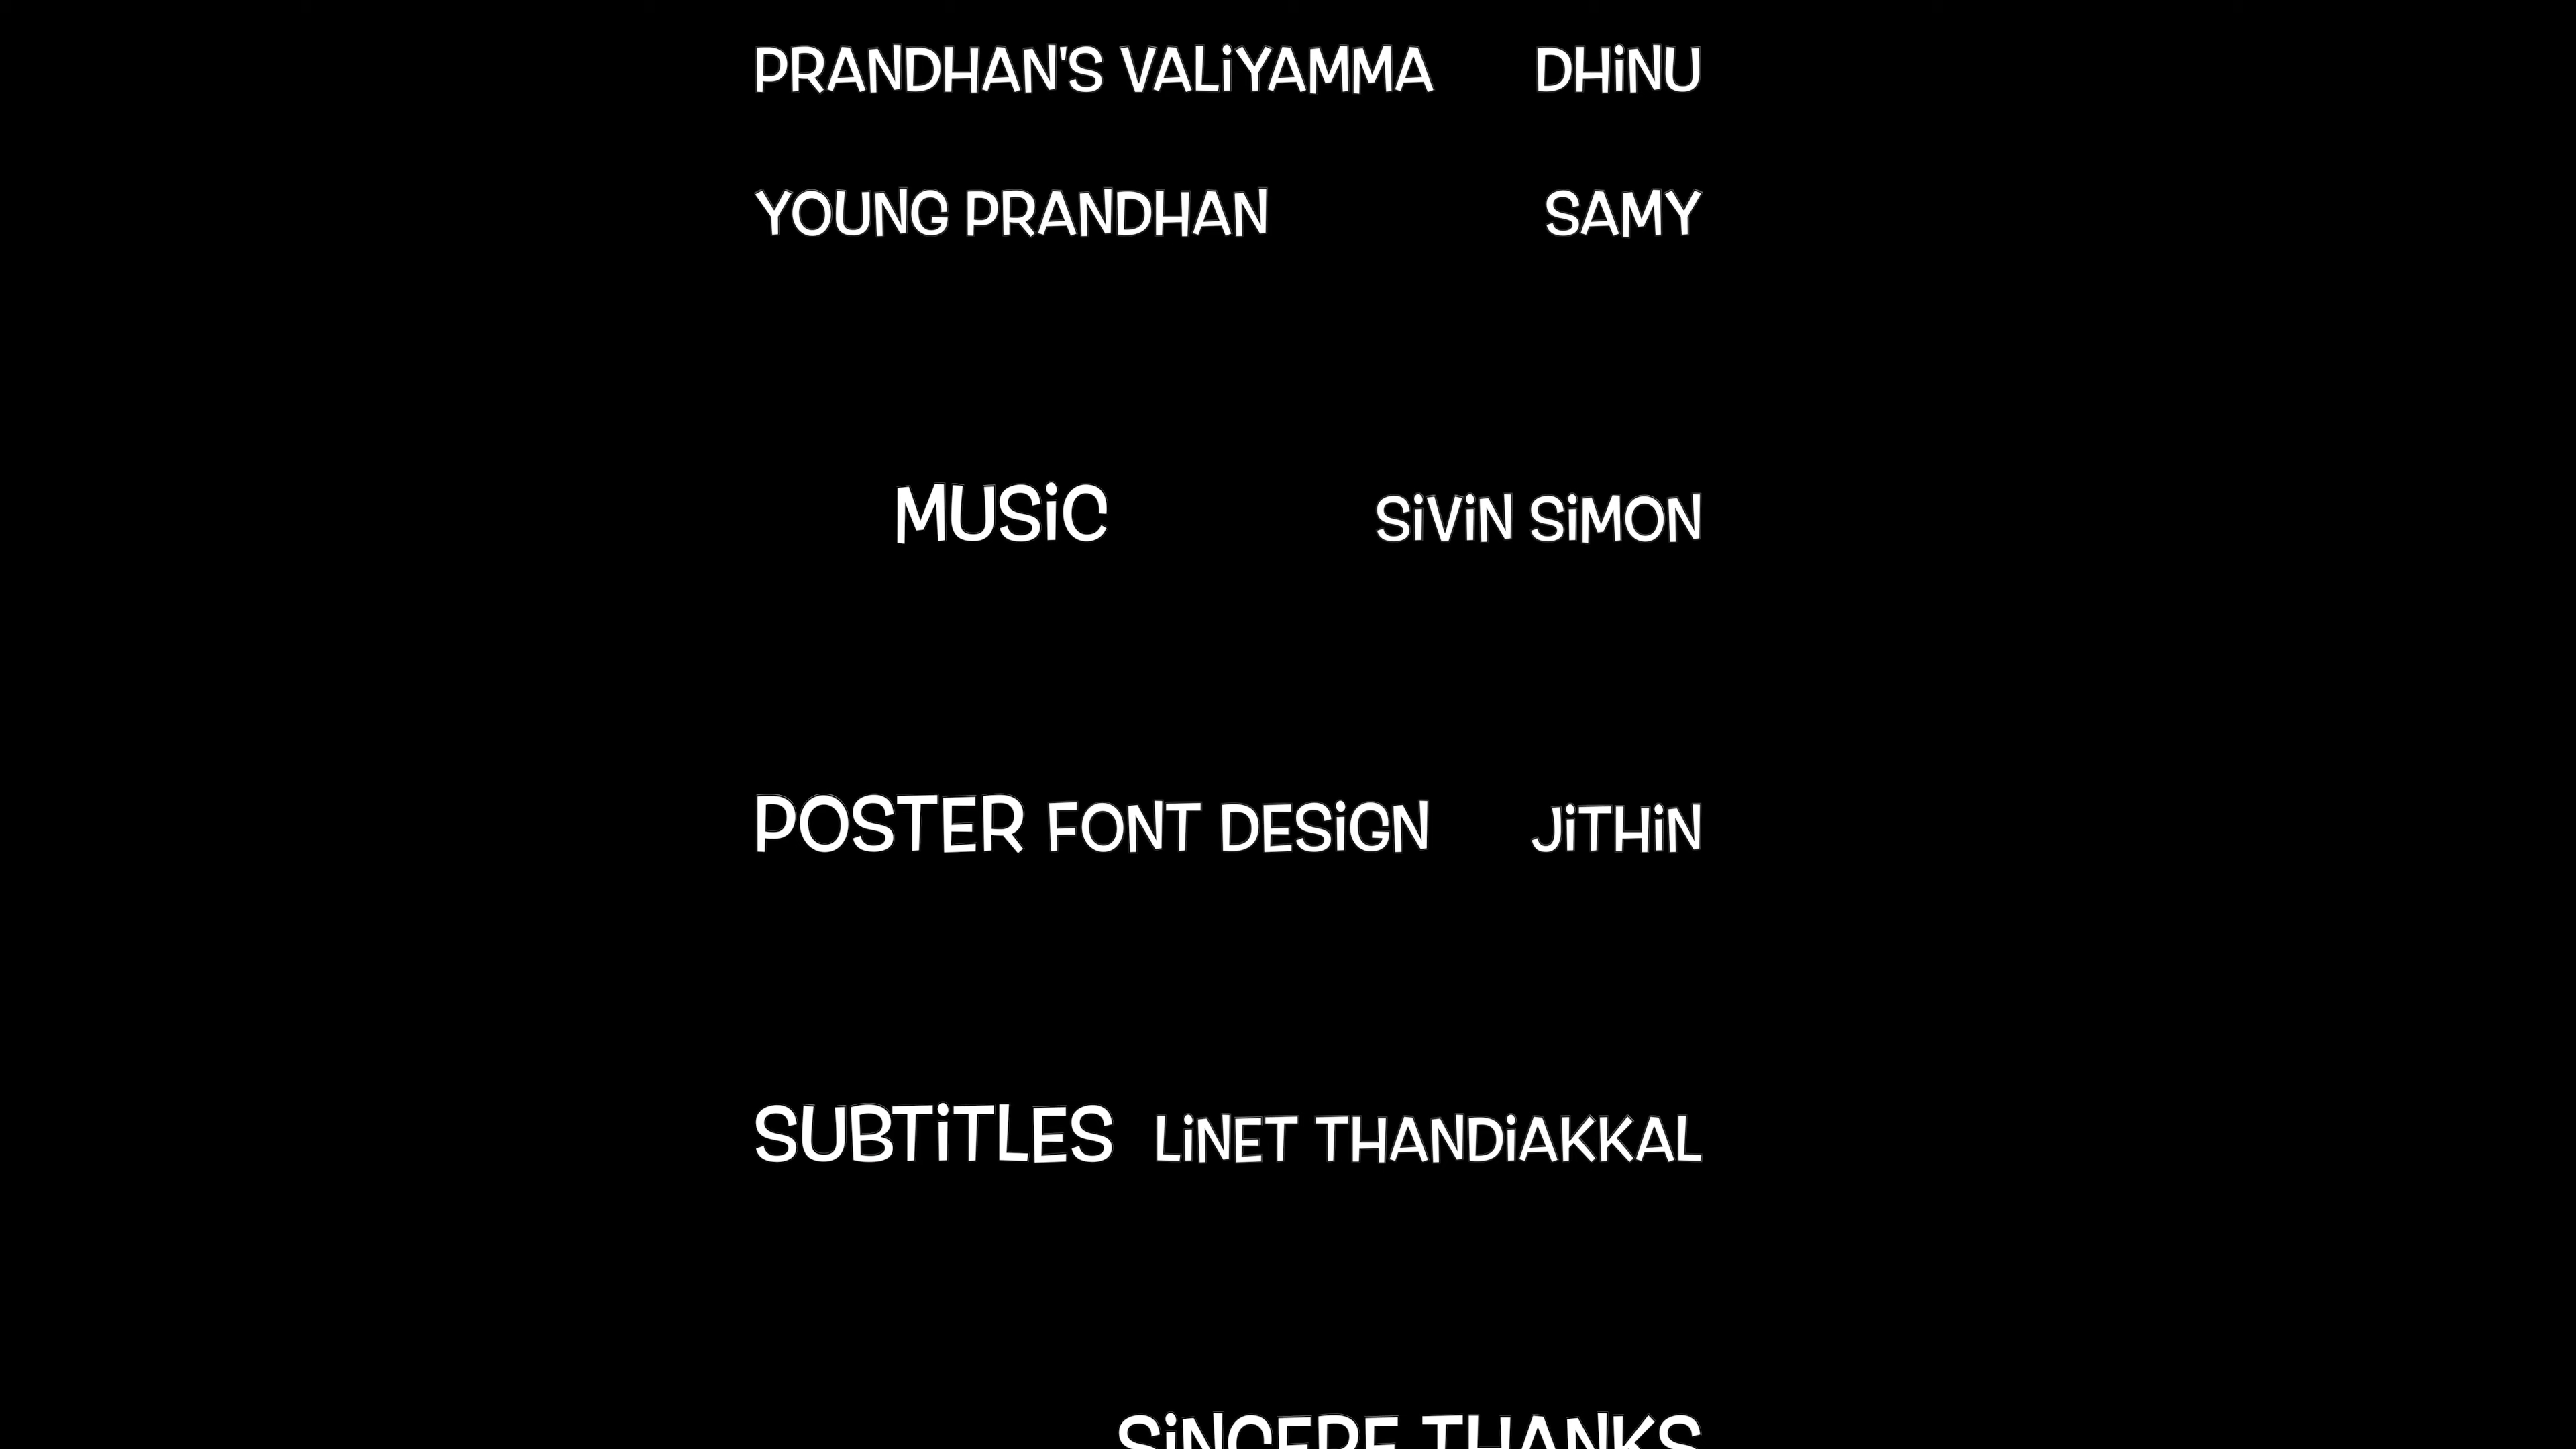 PRANDHAN'S VALiYAMMA DHiNU
YOUNG PRANDHAN SAMY
MUSiC SiViN SiMON
POSTER FONT DESiGN JiTHiN
SUBTiTLES LiNET THANDiAKKAL
SiNCERE THANKS